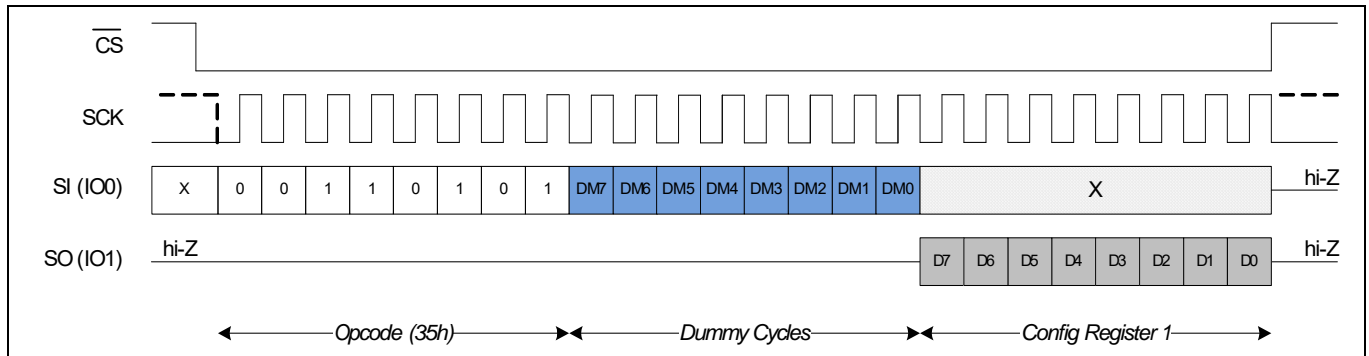 CS
SCK
SI (IO0) X 0 0 1 1 0 1 0 1 DM7 DM6 DM5 DM4 DM3 DM2 DM1 DM0 X hi-Z
SO (IO1) hi-Z D7 D6 D5 D4 D3 D2 D1 D0 hi-Z
Opcode (35h) Dummy Cycles Config Register 1